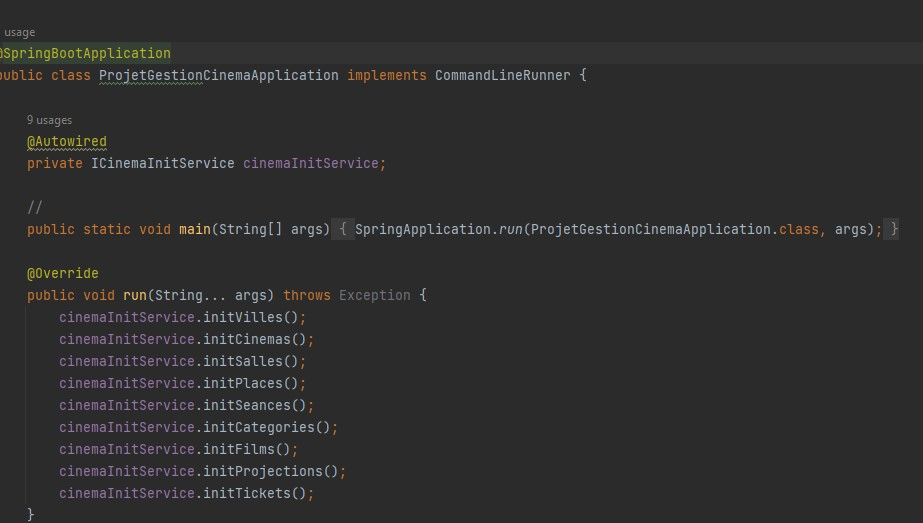 usage
@SpringBootApplication
public class ProjetGestionCinemaApplication implements CommandLineRunner {
9 usages
@Autowired
private ICinemaInitService cinemaInitService;
//
public static void main(String[] args) { SpringApplication.run(ProjetGestionCinemaApplication.class, args); }
@Override
public void run(String... args) throws Exception {
cinemaInitService.initVilles();
cinemaInitService.initCinemas();
cinemaInitService.initSalles();
cinemaInitService.initPlaces();
cinemaInitService.initSeances();
cinemaInitService.initCategories();
cinemaInitService.initFilms();
cinemaInitService.initProjections();
cinemaInitService.initTickets();
}